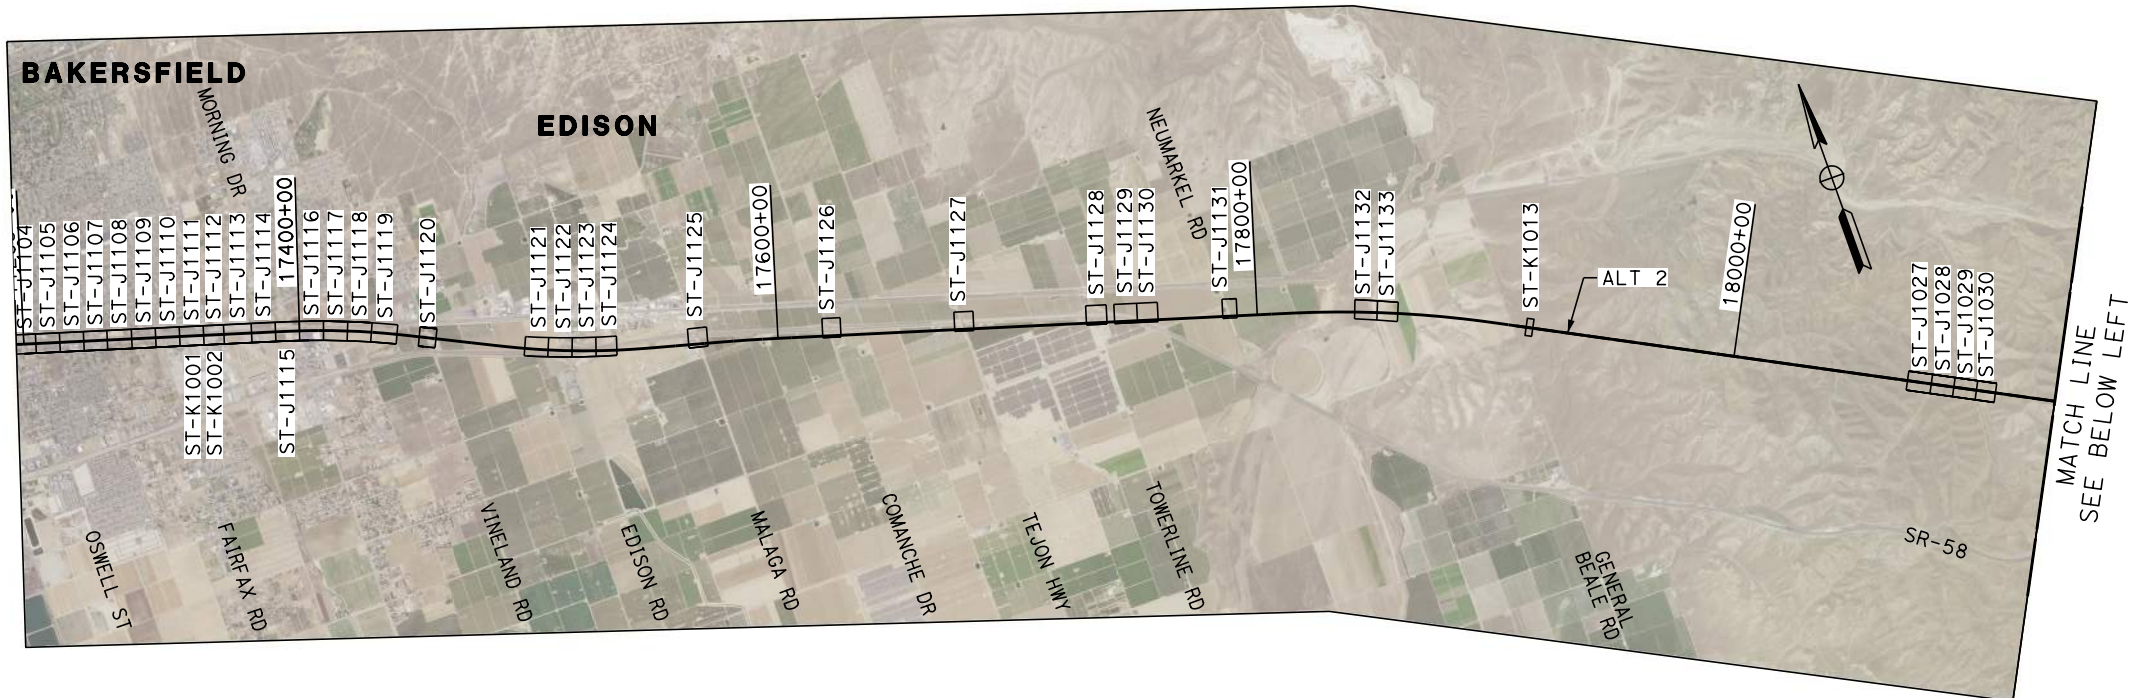 BAKERSFIELD
EDISON
MORNING DR
NEUMARKEL RD
ST-J1104
ST-J1105
ST-J1106
ST-J1107
ST-J1108
ST-J1109
ST-J1110
ST-J1111
ST-J1112
ST-J1113
ST-J1114
17400+00
ST-J1116
ST-J1117
ST-J1118
ST-J1119
ST-J1120
ST-J1121
ST-J1122
ST-J1123
ST-J1124
ST-J1125
17600+00
ST-J1126
ST-J1127
ST-J1128
ST-J1129
ST-J1130
ST-J1131
17800+00
ST-J1132
ST-J1133
ST-K1013
ALT 2
18000+00
ST-J1027
ST-J1028
ST-J1029
ST-J1030
MATCH LINE
SEE BELOW LEFT
ST-K1001
ST-K1002
ST-J1115
OSWELL ST
FAIRFAX RD
VINELAND RD
EDISON RD
MALAGA RD
COMANCHE DR
TEJON HWY
TOWERLINE RD
GENERAL
BEALE RD
SR-58